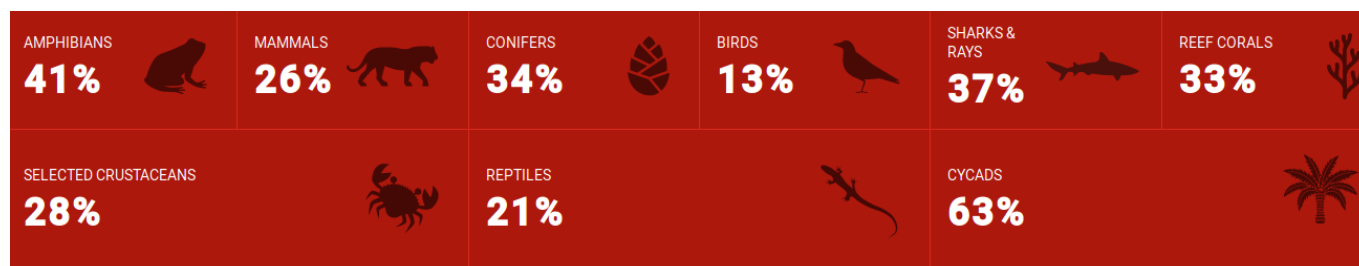 AMPHIBIANS
41%
MAMMALS
26%
CONIFERS
34%
BIRDS
13%
SHARKS &
RAYS
37%
REEF CORALS
33%
SELECTED CRUSTACEANS
28%
REPTILES
21%
CYCADS
63%